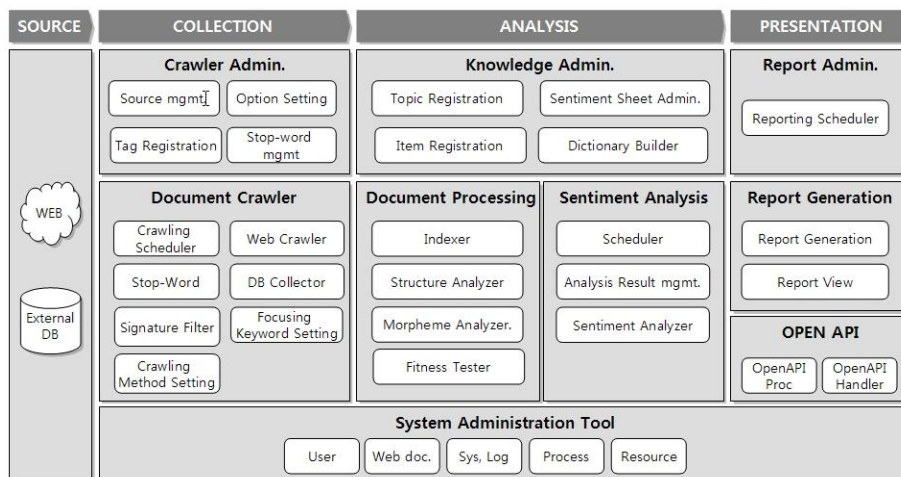 SOURCE
COLLECTION
ANALYSIS
PRESENTATION
WEB
External
DB
Crawler Admin.
Source mgmt.
Option Setting
Tag Registration
Stop-word
mgmt
Knowledge Admin.
Topic Registration
Sentiment Sheet Admin.
Item Registration
Dictionary Builder
Report Admin.
Reporting Scheduler
Document Crawler
Crawling
Scheduler
Web Crawler
Stop-Word
DB Collector
Signature Filter
Focusing
Keyword Setting
Crawling
Method Setting
Document Processing
Indexer
Structure Analyzer
Morpheme Analyzer.
Fitness Tester
Sentiment Analysis
Scheduler
Analysis Result mgmt.
Sentiment Analyzer
Report Generation
Report Generation
Report View
OPEN API
OpenAPI
Proc
OpenAPI
Handler
System Administration Tool
User
Web doc.
Sys, Log
Process
Resource